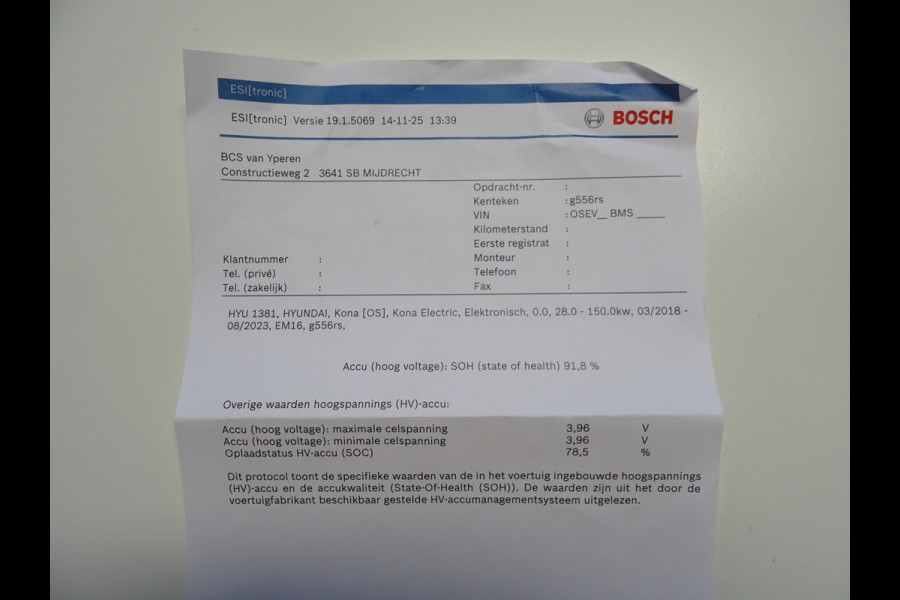 ESI[tronic]
ESI[tronic] Versie 19.1.5069 14-11-25 13:39
BOSCH
BCS van Yperen
Constructieweg 2 3641 SB MIJDRECHT
Opdracht-nr. :
Kenteken :g556rs
VIN :OSEV__ BMS _____
Kilometerstand :
Eerste registrat :
Klantnummer : Monteur :
Tel. (privé) : Telefoon :
Tel. (zakelijk) : Fax :
HYU 1381, HYUNDAI, Kona [OS], Kona Electric, Elektronisch, 0.0, 28.0 - 150.0kw, 03/2018 -
08/2023, EM16, g556rs,
Accu (hoog voltage): SOH (state of health) 91,8 %
Overige waarden hoogspannings (HV)-accu:
Accu (hoog voltage): maximale celspanning 3,96 V
Accu (hoog voltage): minimale celspanning 3,96 V
Oplaadstatus HV-accu (SOC) 78,5 %
Dit protocol toont de specifieke waarden van de in het voertuig ingebouwde hoogspannings
(HV)-accu en de accukwaliteit (State-Of-Health (SOH)). De waarden zijn uit het door de
voertuigfabrikant beschikbaar gestelde HV-accumanagementsysteem uitgelezen.